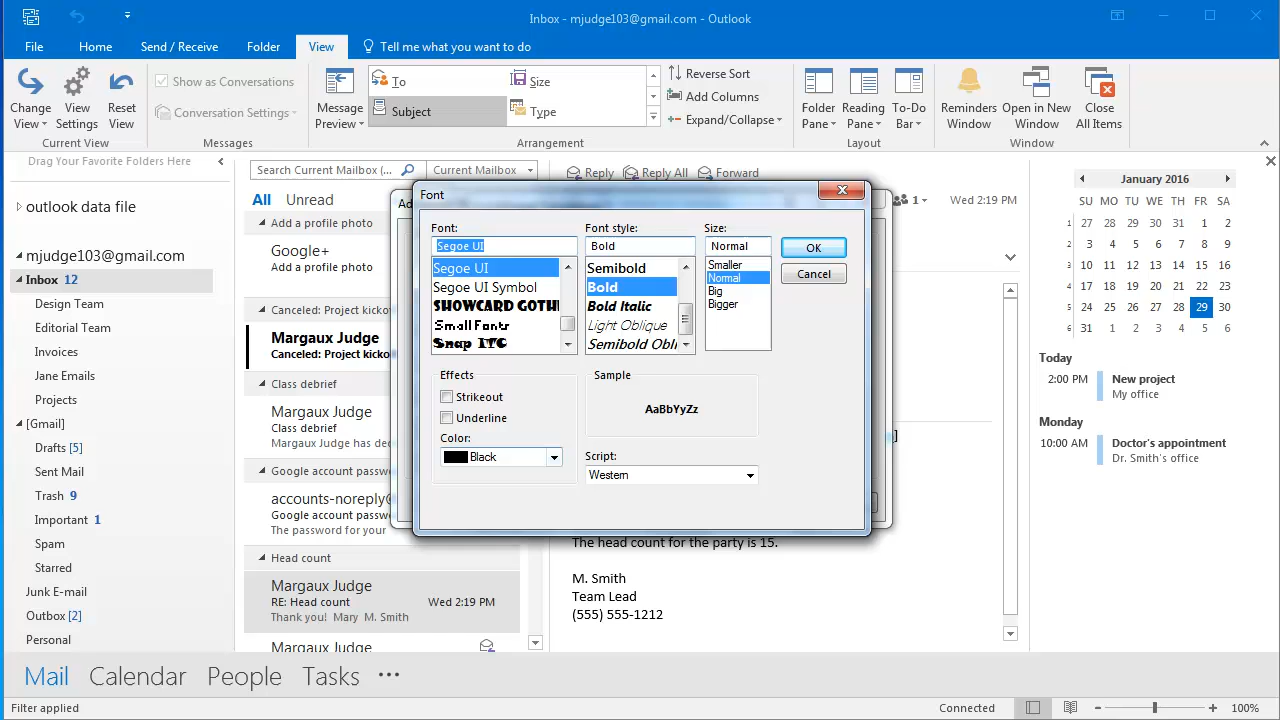 Inbox - mjudge103@gmail.com - Outlook
File Home Send / Receive Folder View Tell me what you want to do
Change View
View Settings
Reset View
Current View
Show as Conversations
Conversation Settings
Messages
Message Preview
To
Size
Subject
Type
Reverse Sort
Add Columns
Expand/Collapse
Arrangement
Folder Pane
Reading Pane
To-Do Bar
Layout
Reminders Window
Open in New Window
Close All Items
Window
Drag Your Favorite Folders Here
outlook data file
mjudge103@gmail.com
Inbox 12
Design Team
Editorial Team
Invoices
Jane Emails
Projects
[Gmail]
Drafts [5]
Sent Mail
Trash 9
Important 1
Spam
Starred
Junk E-mail
Outbox [2]
Personal
Search Current Mailbox (...
Current Mailbox
All Unread
Add a profile photo
Google+
Add a profile photo
Canceled: Project kicko
Margaux Judge
Canceled: Project kicko
Class debrief
Margaux Judge
Class debrief
Margaux Judge has dec
Google account passwo
accounts-noreply@
Google account passwo
The password for your
Head count
Margaux Judge
RE: Head count Wed 2:19 PM
Thank you! Mary M. Smith
Margaux Judge
Reply Reply All Forward
1 Wed 2:19 PM
Ad
Font
Font:
Segoe UI
Segoe UI
Segoe UI Symbol
SHOWCARD GOTH
Small Fonts
Snap ITC
Font style:
Bold
Semibold
Bold
Bold Italic
Light Oblique
Semibold Obli
Size:
Normal
Smaller
Normal
Big
Bigger
OK
Cancel
Effects
Strikeout
Underline
Color:
Black
Sample
AaBbYyZz
Script:
Western
]
The head count for the party is 15.
M. Smith
Team Lead
(555) 555-1212
January 2016
SU MO TU WE TH FR SA
1 27 28 29 30 31 1 2
2 3 4 5 6 7 8 9
3 10 11 12 13 14 15 16
4 17 18 19 20 21 22 23
5 24 25 26 27 28 29 30
6 31 1 2 3 4 5 6
Today
2:00 PM New project
My office
Monday
10:00 AM Doctor's appointment
Dr. Smith's office
Mail Calendar People Tasks •••
Filter applied
Connected
100%